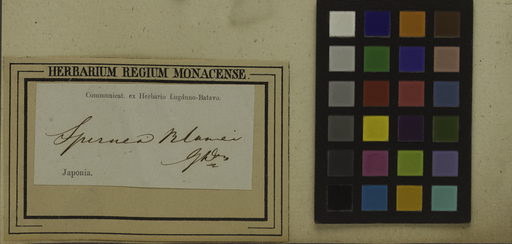 HERBARIUM REGIUM MONACENSE.
Communicat. ex Herbario Lugduno-Batavo.
Spiraea Blumei
Japonia.